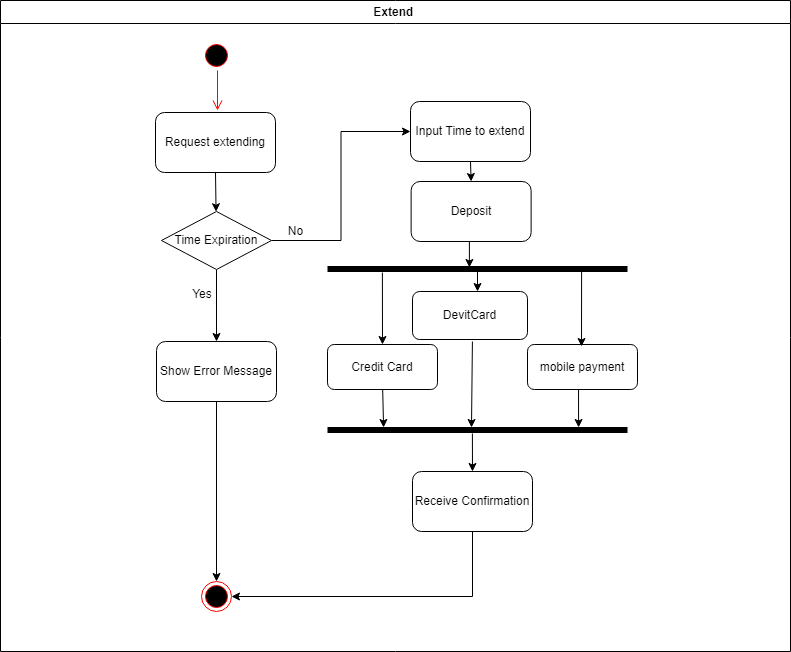 Extend
Request extending
Time Expiration
No
Yes
Show Error Message
Input Time to extend
Deposit
DevitCard
Credit Card
mobile payment
Receive Confirmation